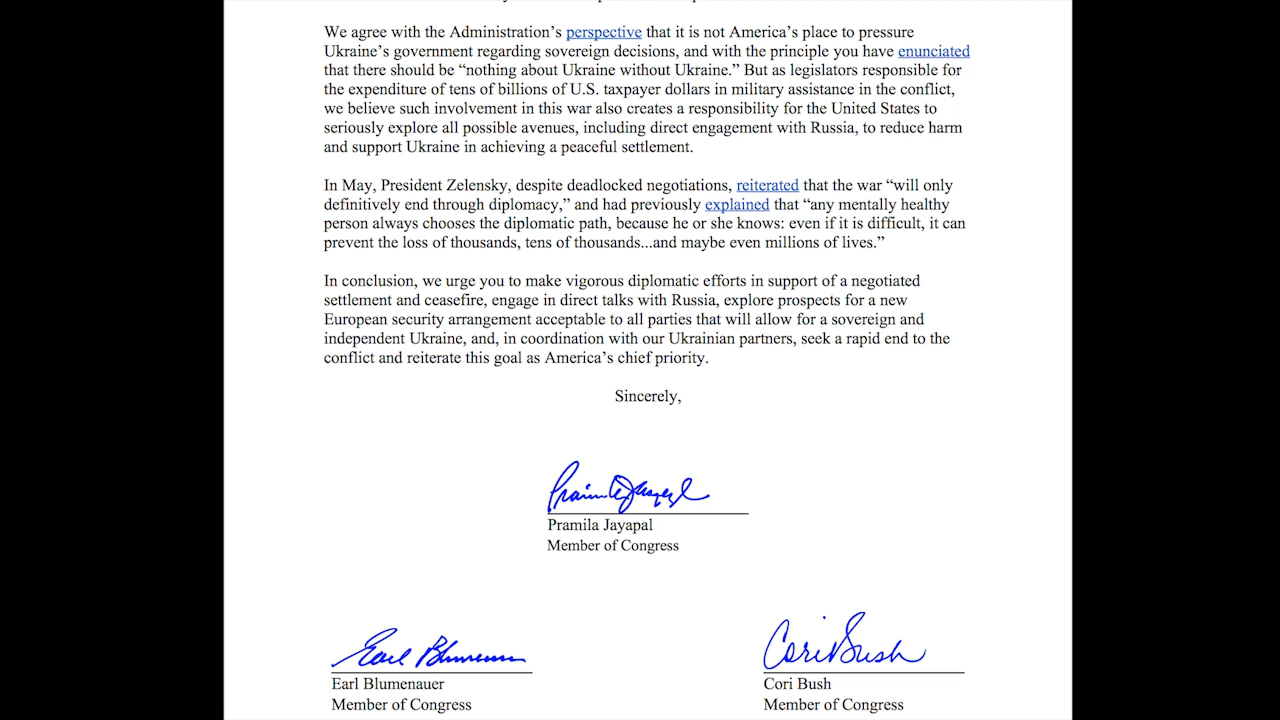 We agree with the Administration’s perspective that it is not America’s place to pressure
Ukraine’s government regarding sovereign decisions, and with the principle you have enunciated
that there should be “nothing about Ukraine without Ukraine.” But as legislators responsible for
the expenditure of tens of billions of U.S. taxpayer dollars in military assistance in the conflict,
we believe such involvement in this war also creates a responsibility for the United States to
seriously explore all possible avenues, including direct engagement with Russia, to reduce harm
and support Ukraine in achieving a peaceful settlement.
In May, President Zelensky, despite deadlocked negotiations, reiterated that the war “will only
definitively end through diplomacy,” and had previously explained that “any mentally healthy
person always chooses the diplomatic path, because he or she knows: even if it is difficult, it can
prevent the loss of thousands, tens of thousands...and maybe even millions of lives.”
In conclusion, we urge you to make vigorous diplomatic efforts in support of a negotiated
settlement and ceasefire, engage in direct talks with Russia, explore prospects for a new
European security arrangement acceptable to all parties that will allow for a sovereign and
independent Ukraine, and, in coordination with our Ukrainian partners, seek a rapid end to the
conflict and reiterate this goal as America’s chief priority.
Sincerely,
Pramila Jayapal
Pramila Jayapal
Member of Congress
Earl Blumenauer
Cori Bush
Earl Blumenauer
Cori Bush
Member of Congress
Member of Congress